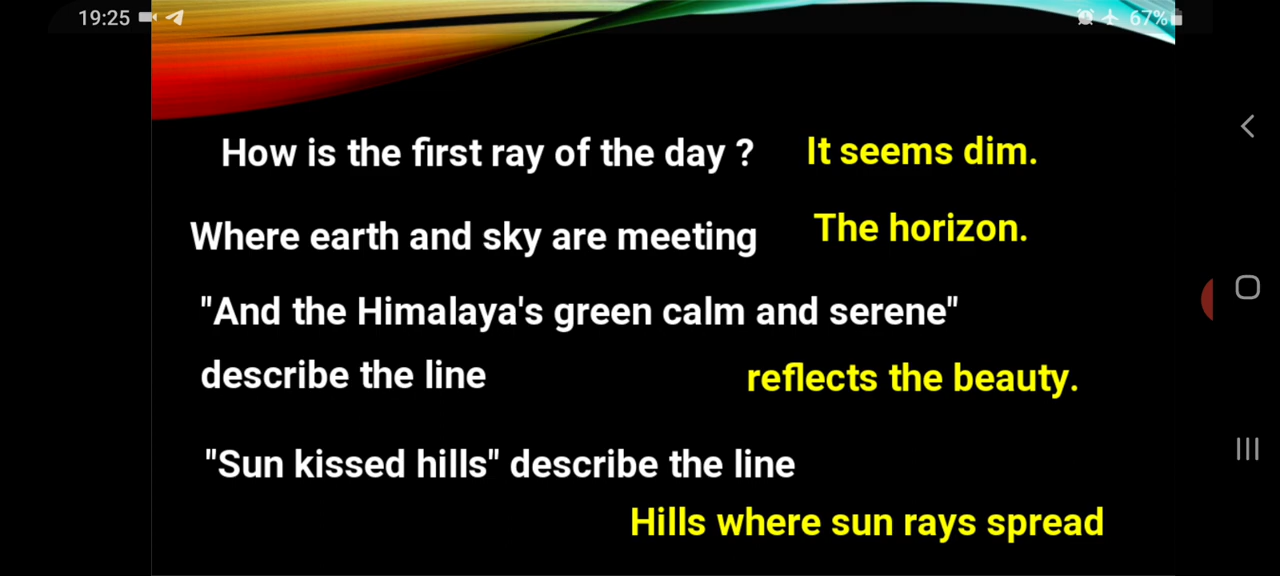 19:25 67%
How is the first ray of the day ? It seems dim.
Where earth and sky are meeting The horizon.
"And the Himalaya's green calm and serene"
describe the line reflects the beauty.
"Sun kissed hills" describe the line
Hills where sun rays spread